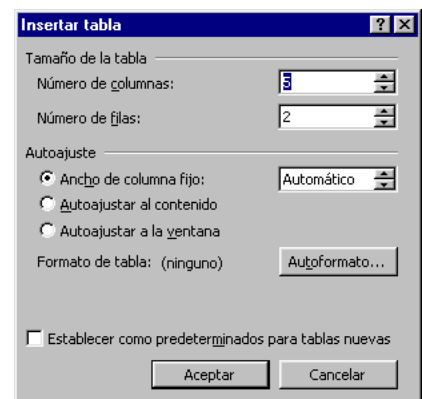 Insertar tabla
Tamaño de la tabla
Número de columnas: 5
Número de filas: 2
Autoajuste
Ancho de columna fijo: Automático
Autoajustar al contenido
Autoajustar a la ventana
Formato de tabla: (ninguno) Autoformato...
Establecer como predeterminados para tablas nuevas
Aceptar Cancelar